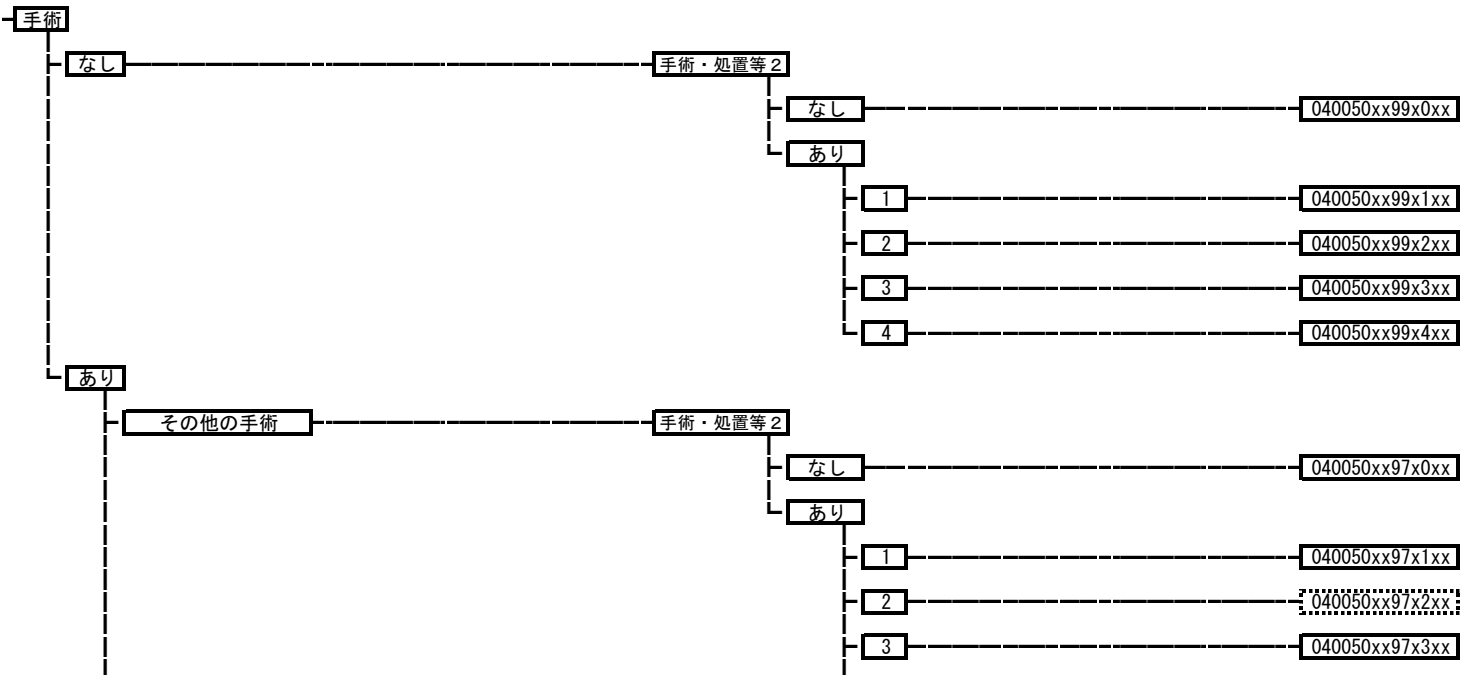 手術
なし 手術・処置等2
なし 040050xx99x0xx
あり
1 040050xx99x1xx
2 040050xx99x2xx
3 040050xx99x3xx
4 040050xx99x4xx
あり
その他の手術 手術・処置等2
なし 040050xx97x0xx
あり
1 040050xx97x1xx
2 040050xx97x2xx
3 040050xx97x3xx